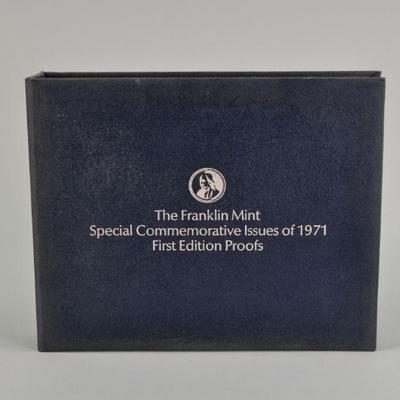 The Franklin Mint
Special Commemorative Issues of 1971
First Edition Proofs